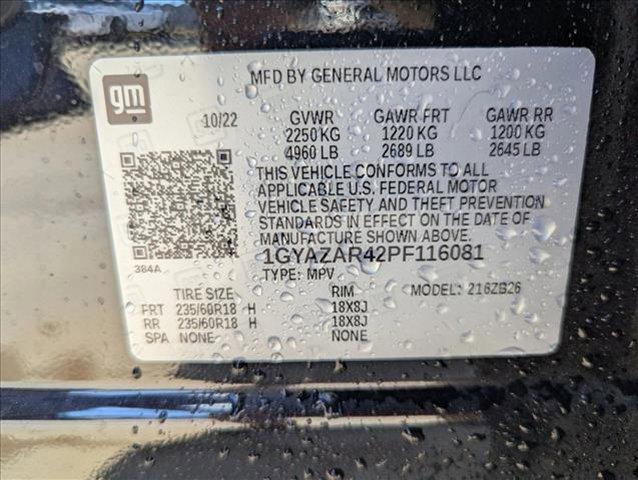 MFD BY GENERAL MOTORS LLC
gm
10/22 GVWR GAWR FRT GAWR RR
2250 KG 1220 KG 1200 KG
4960 LB 2689 LB 2645 LB
THIS VEHICLE CONFORMS TO ALL
APPLICABLE U.S. FEDERAL MOTOR
VEHICLE SAFETY AND THEFT PREVENTION
STANDARDS IN EFFECT ON THE DATE OF
MANUFACTURE SHOWN ABOVE.
384A 1GYAZAR42PF116081
TYPE: MPV
TIRE SIZE RIM MODEL: 216ZB26
FRT 235/60R18 H 18X8J
RR 235/60R18 H 18X8J
SPA NONE NONE